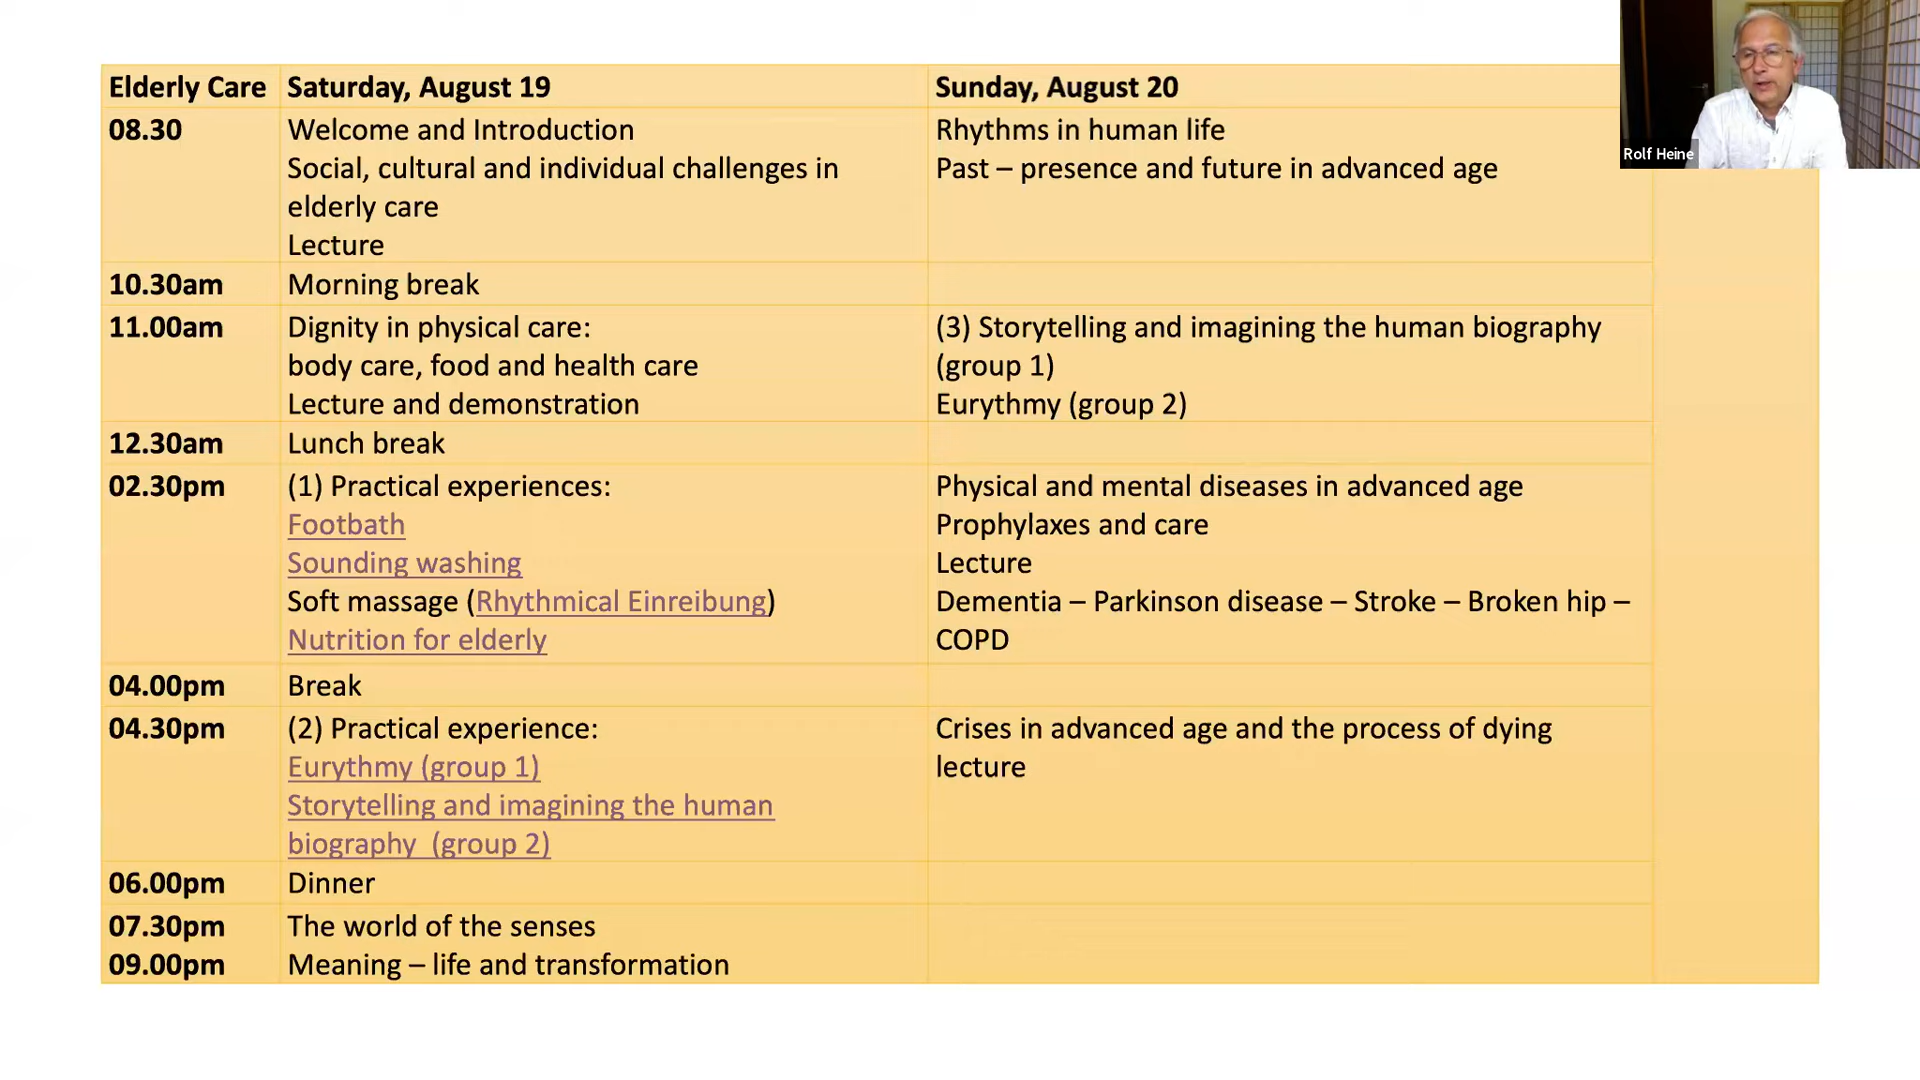 Elderly Care Saturday, August 19 Sunday, August 20
08.30 Welcome and Introduction
Social, cultural and individual challenges in
elderly care
Lecture
Rhythms in human life
Past – presence and future in advanced age
10.30am Morning break
11.00am Dignity in physical care:
body care, food and health care
Lecture and demonstration
(3) Storytelling and imagining the human biography
(group 1)
Eurythmy (group 2)
12.30am Lunch break
02.30pm (1) Practical experiences:
Footbath
Sounding washing
Soft massage (Rhythmical Einreibung)
Nutrition for elderly
Physical and mental diseases in advanced age
Prophylaxes and care
Lecture
Dementia – Parkinson disease – Stroke – Broken hip –
COPD
04.00pm Break
04.30pm (2) Practical experience:
Eurythmy (group 1)
Storytelling and imagining the human
biography (group 2)
Crises in advanced age and the process of dying
lecture
06.00pm Dinner
07.30pm The world of the senses
09.00pm Meaning – life and transformation
Rolf Heine